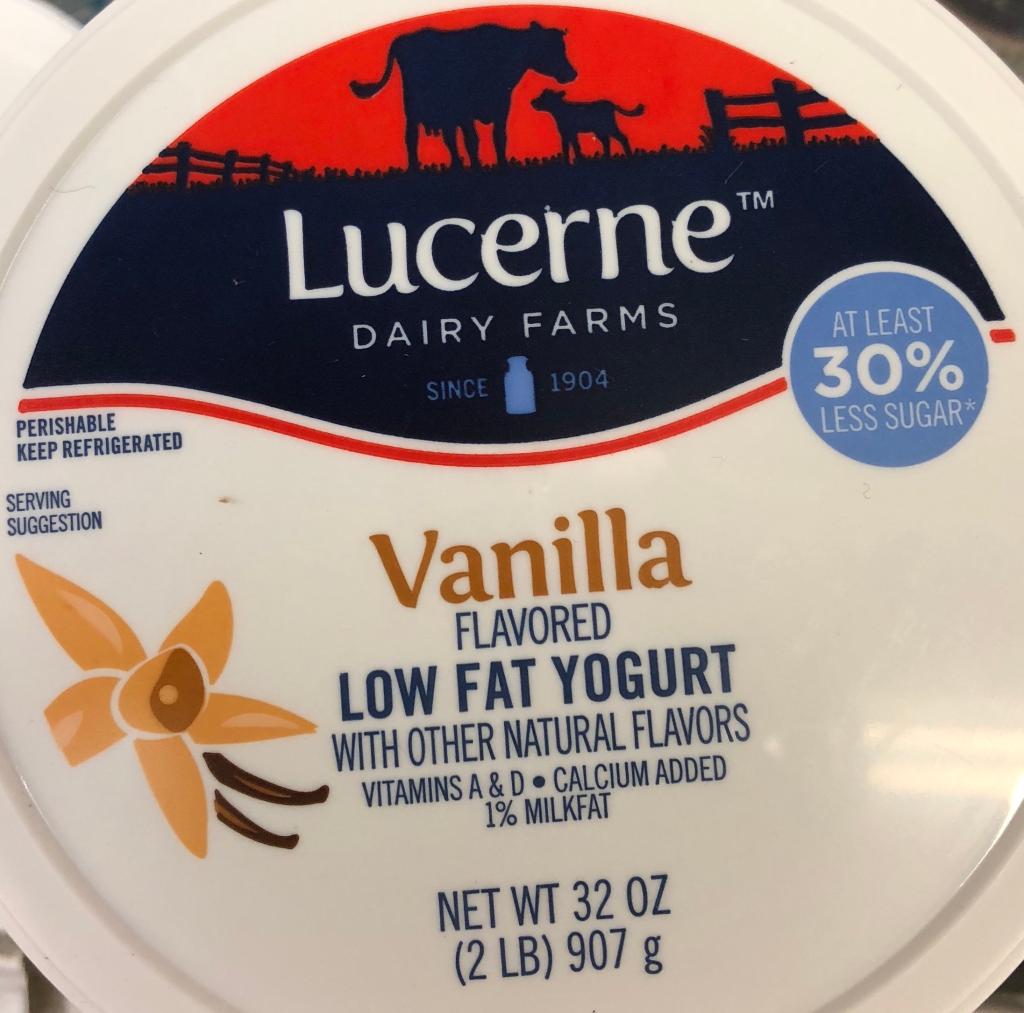 Lucerne™
DAIRY FARMS
SINCE 1904
AT LEAST
30%
LESS SUGAR*
PERISHABLE
KEEP REFRIGERATED
SERVING
SUGGESTION
Vanilla
FLAVORED
LOW FAT YOGURT
WITH OTHER NATURAL FLAVORS
VITAMINS A & D • CALCIUM ADDED
1% MILKFAT
NET WT 32 OZ
(2 LB) 907 g